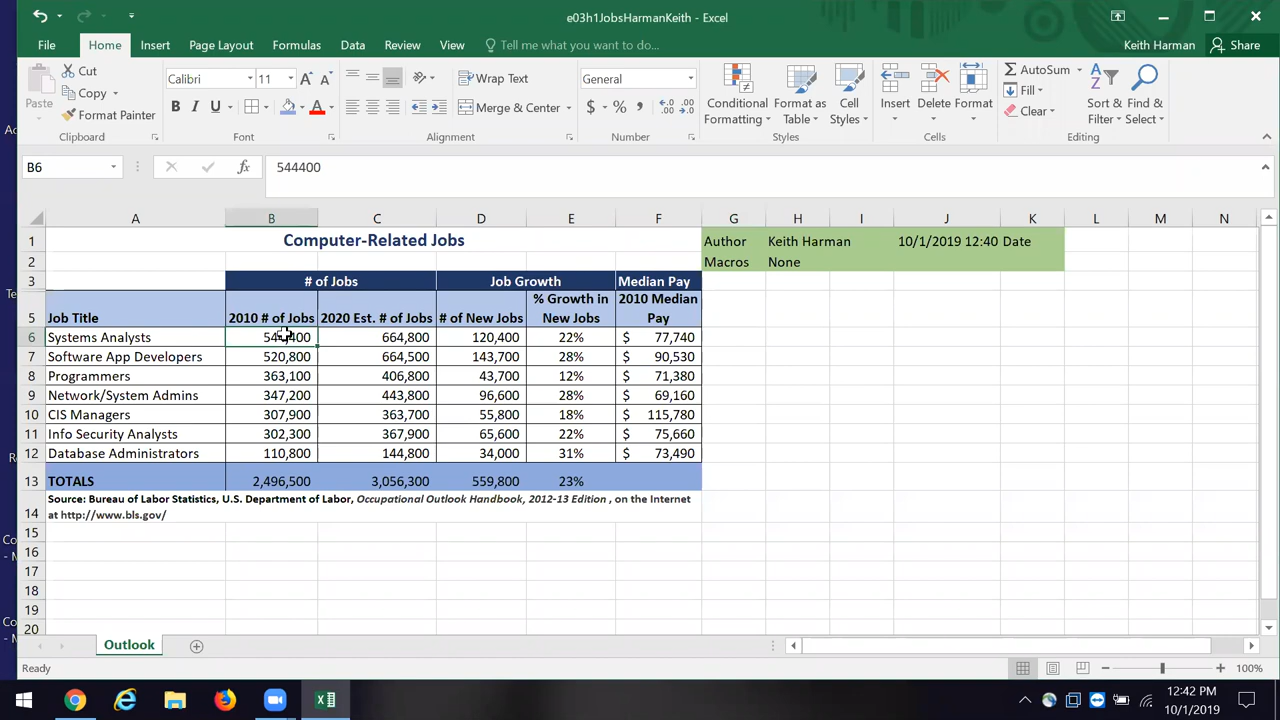 e03h1JobsHarmanKeith - Excel
File Home Insert Page Layout Formulas Data Review View Tell me what you want to do... Keith Harman Share
Paste Cut Copy Format Painter Clipboard
Calibri 11 A A B I U A Font
Wrap Text Merge & Center Alignment
General $ % , .0 .00 .00 .0 Number
Conditional Formatting Format as Table Cell Styles Styles
Insert Delete Format Cells
AutoSum Fill Clear Sort & Filter Find & Select Editing
B6 fx 544400
A B C D E F G H I J K L M N
1 Computer-Related Jobs Author Keith Harman 10/1/2019 12:40 Date
2 Macros None
3 # of Jobs Job Growth Median Pay
5 Job Title 2010 # of Jobs 2020 Est. # of Jobs # of New Jobs % Growth in New Jobs 2010 Median Pay
6 Systems Analysts 664,800 120,400 22% $ 77,740
7 Software App Developers 520,800 664,500 143,700 28% $ 90,530
8 Programmers 363,100 406,800 43,700 12% $ 71,380
9 Network/System Admins 347,200 443,800 96,600 28% $ 69,160
10 CIS Managers 307,900 363,700 55,800 18% $ 115,780
11 Info Security Analysts 302,300 367,900 65,600 22% $ 75,660
12 Database Administrators 110,800 144,800 34,000 31% $ 73,490
13 TOTALS 2,496,500 3,056,300 559,800 23%
Source: Bureau of Labor Statistics, U.S. Department of Labor, Occupational Outlook Handbook, 2012-13 Edition , on the Internet
14 at http://www.bls.gov/
15
16
17
18
19
20
Outlook
Ready 100%
12:42 PM
10/1/2019